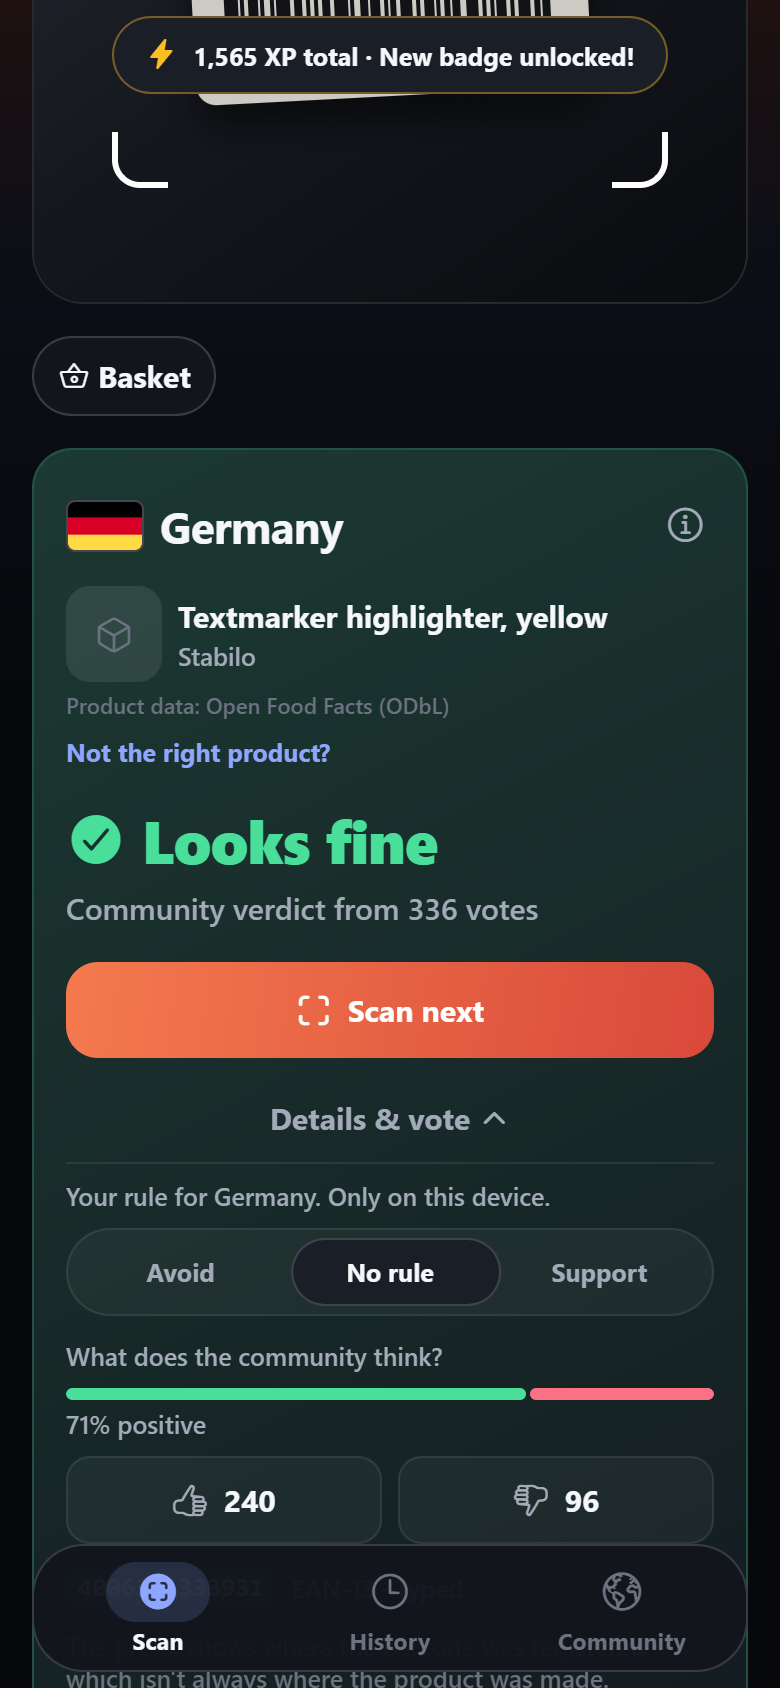 1,565 XP total · New badge unlocked!
Basket
Germany
Textmarker highlighter, yellow
Stabilo
Product data: Open Food Facts (ODbL)
Not the right product?
Looks fine
Community verdict from 336 votes
Scan next
Details & vote
Your rule for Germany. Only on this device.
Avoid
No rule
Support
What does the community think?
71% positive
240
96
Scan
History
Community
which isn't always where the product was made.